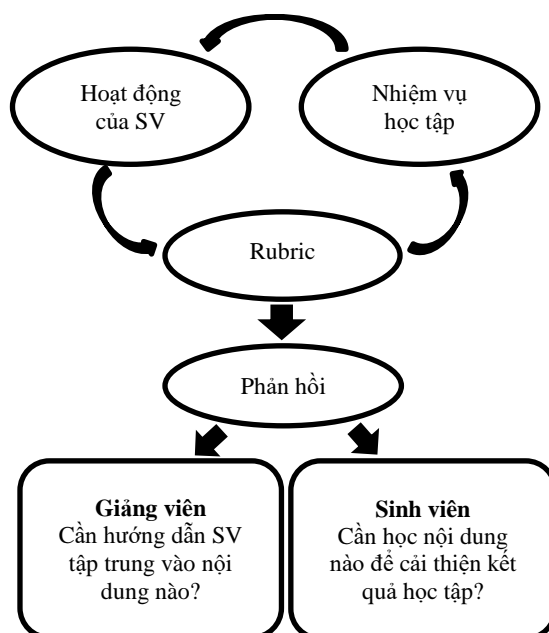 Hoạt động
của SV
Nhiệm vụ
học tập
Rubric
Phản hồi
Giảng viên
Cần hướng dẫn SV
tập trung vào nội
dung nào?
Sinh viên
Cần học nội dung
nào để cải thiện kết
quả học tập?